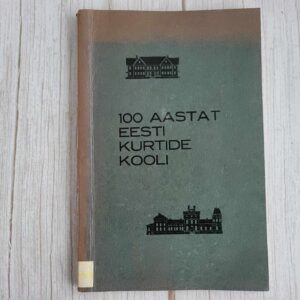 100 AASTAT
EESTI
KURTIDE
KOOLI